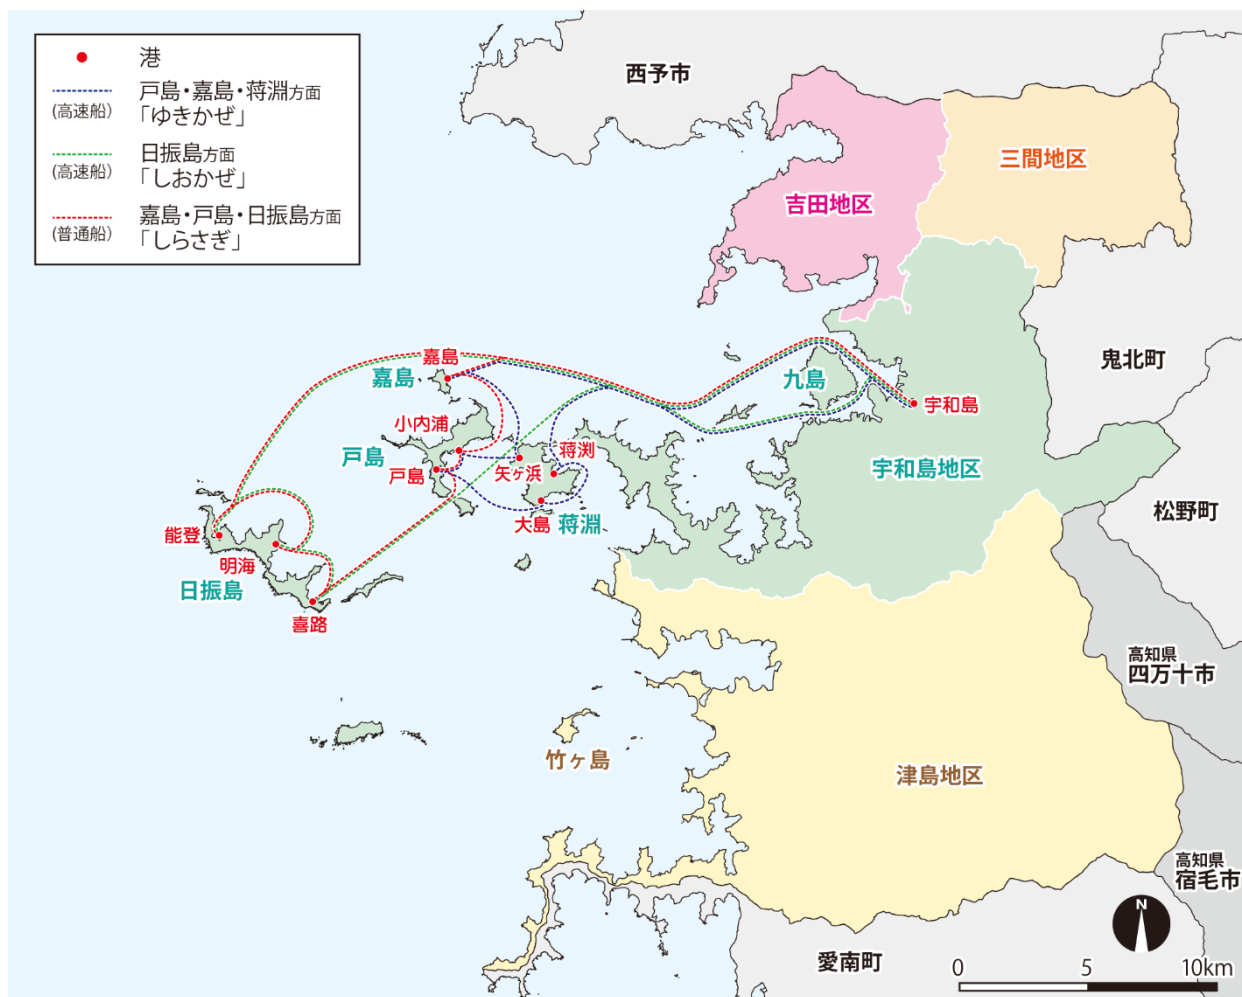 港
戸島・嘉島・蒋淵方面
(高速船)
「ゆきかぜ」
日振島方面
(高速船)
「しおかぜ」
嘉島・戸島・日振島方面
(普通船)
「しらさぎ」
西予市
三間地区
吉田地区
鬼北町
嘉島
嘉島
九島
宇和島
小内浦
戸島
戸島
蒋渕
矢ヶ浜
宇和島地区
大島
蒋淵
松野町
能登
明海
日振島
喜路
高知県
四万十市
竹ヶ島
津島地区
高知県
宿毛市
愛南町
N
0
5
10km